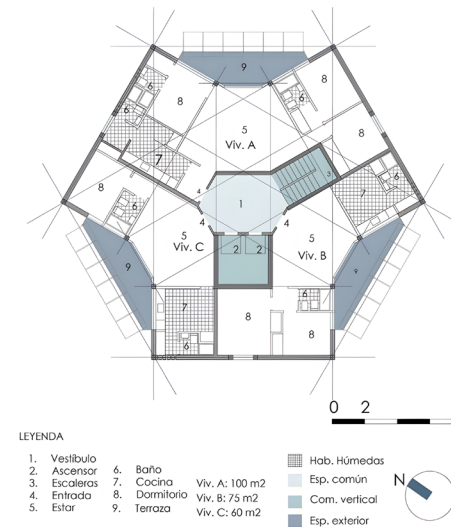 9
8
6
8
6
6
5
Viv. A
8
7
3
4
7
6
8
1
6
4
4
5
Viv. C
2
2
5
Viv. B
9
9
7
8
6
8
6
0 2
LEYENDA
1. Vestíbulo
2. Ascensor
3. Escaleras
4. Entrada
5. Estar
6. Baño
7. Cocina
8. Dormitorio
9. Terraza
Viv. A: 100 m2
Viv. B: 75 m2
Viv. C: 60 m2
Hab. Húmedas
Esp. común
Com. vertical
Esp. exterior
N